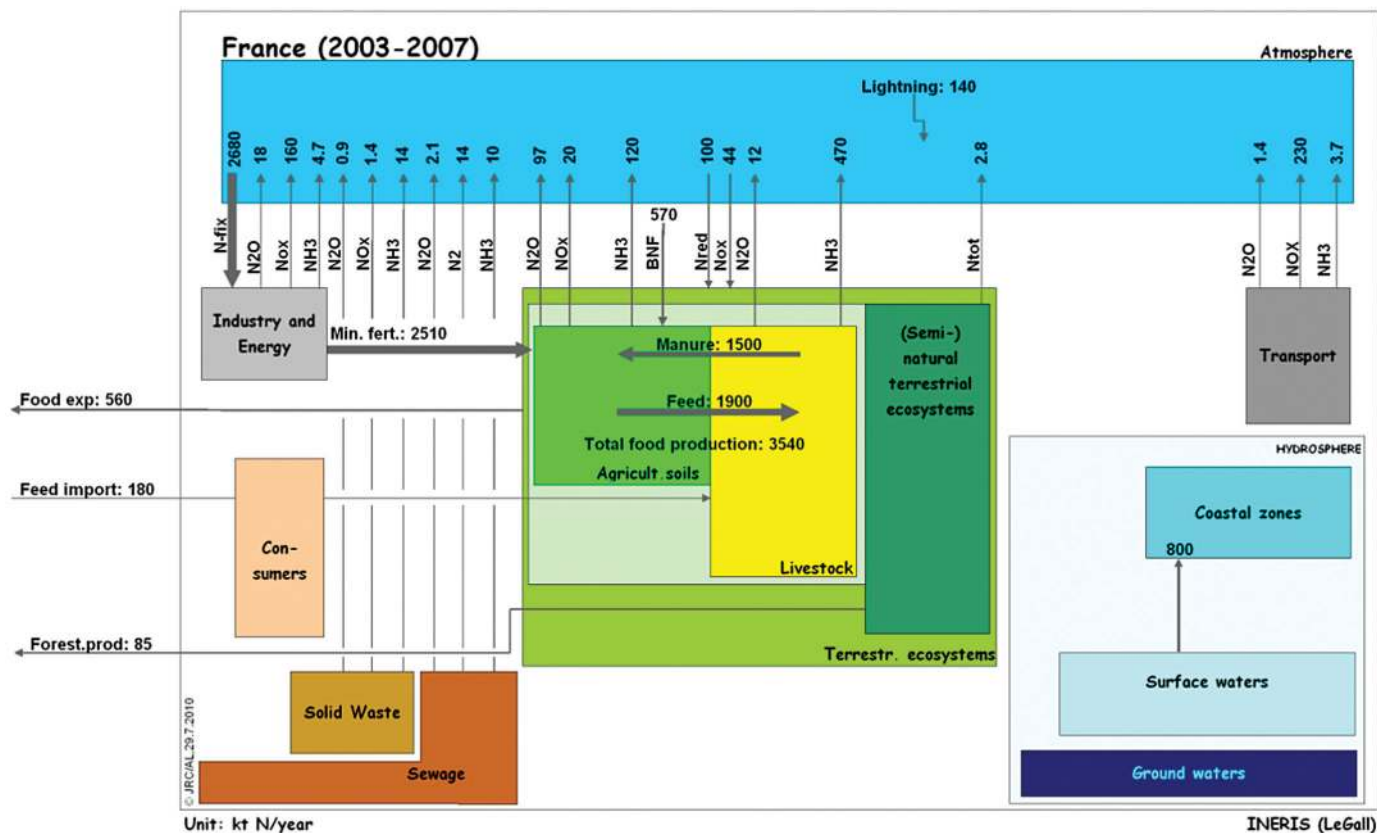 France (2003-2007)
Atmosphere
Lightning: 140
2680
18
160
4.7
0.9
1.4
14
2.1
14
10
97
20
120
100
44
12
470
2.8
1.4
230
3.7
570
N-fix
N2O
Nox
NH3
N2O
NOx
NH3
N2O
N2
NH3
N2O
NOx
NH3
BNF
Nred
Nox
N2O
NH3
Ntot
N2O
NOX
NH3
Industry and
Energy
Min. fert.: 2510
Manure: 1500
(Semi-)
natural
terrestrial
ecosystems
Transport
Food exp: 560
Feed: 1900
Total food production: 3540
Agricult.soils
HYDROSPHERE
Feed import: 180
Coastal zones
Con-
sumers
800
Livestock
Forest.prod: 85
Terrestr. ecosystems
Surface waters
Solid Waste
Sewage
Ground waters
© JRC/AL.29.7.2010
Unit: kt N/year
INERIS (LeGall)